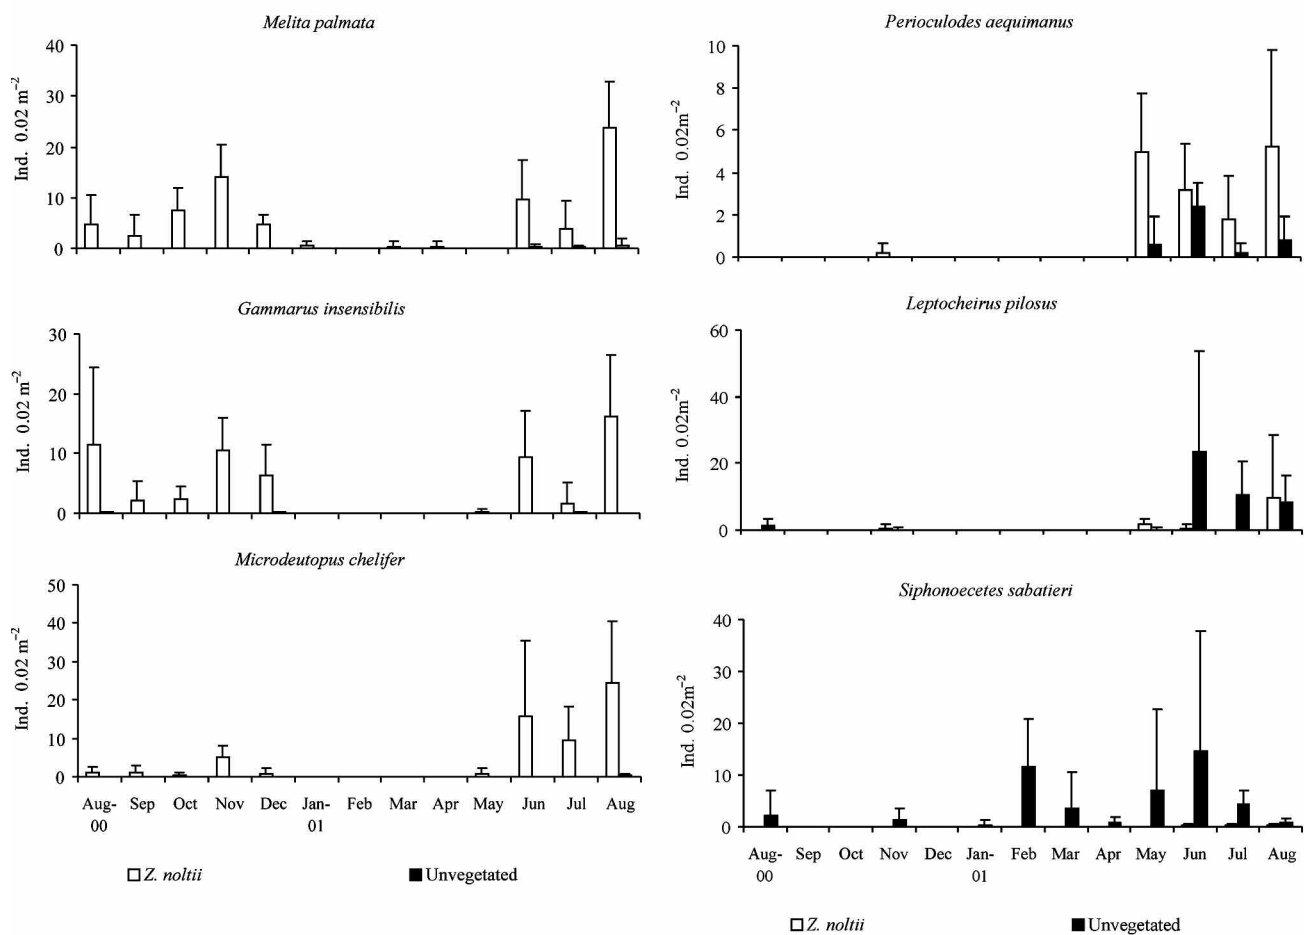 Melita palmata
40
30
20
10
0
Ind. 0.02 m⁻²
Gammarus insensibilis
30
20
10
0
Ind. 0.02 m⁻²
Microdeutopus chelifer
50
40
30
20
10
0
Ind. 0.02 m⁻²
Aug- Sep Oct Nov Dec Jan- Feb Mar Apr May Jun Jul Aug
00 01
Z. noltii Unvegetated
Perioculodes aequimanus
10
8
6
4
2
0
Ind. 0.02m⁻²
Leptocheirus pilosus
60
40
20
0
Ind. 0.02m⁻²
Siphonoecetes sabatieri
40
30
20
10
0
Ind. 0.02m⁻²
Aug- Sep Oct Nov Dec Jan- Feb Mar Apr May Jun Jul Aug
00 01
Z. noltii Unvegetated